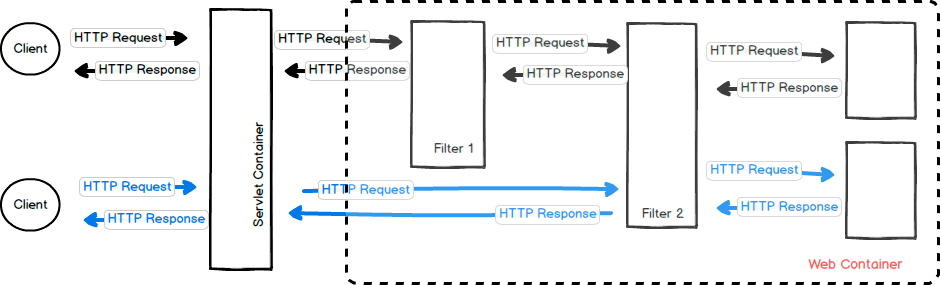 Client
HTTP Request
HTTP Response
HTTP Request
HTTP Response
HTTP Request
HTTP Response
HTTP Request
HTTP Response
Filter 1
Servlet Container
Client
HTTP Request
HTTP Response
HTTP Request
HTTP Response
Filter 2
HTTP Request
HTTP Response
Web Container